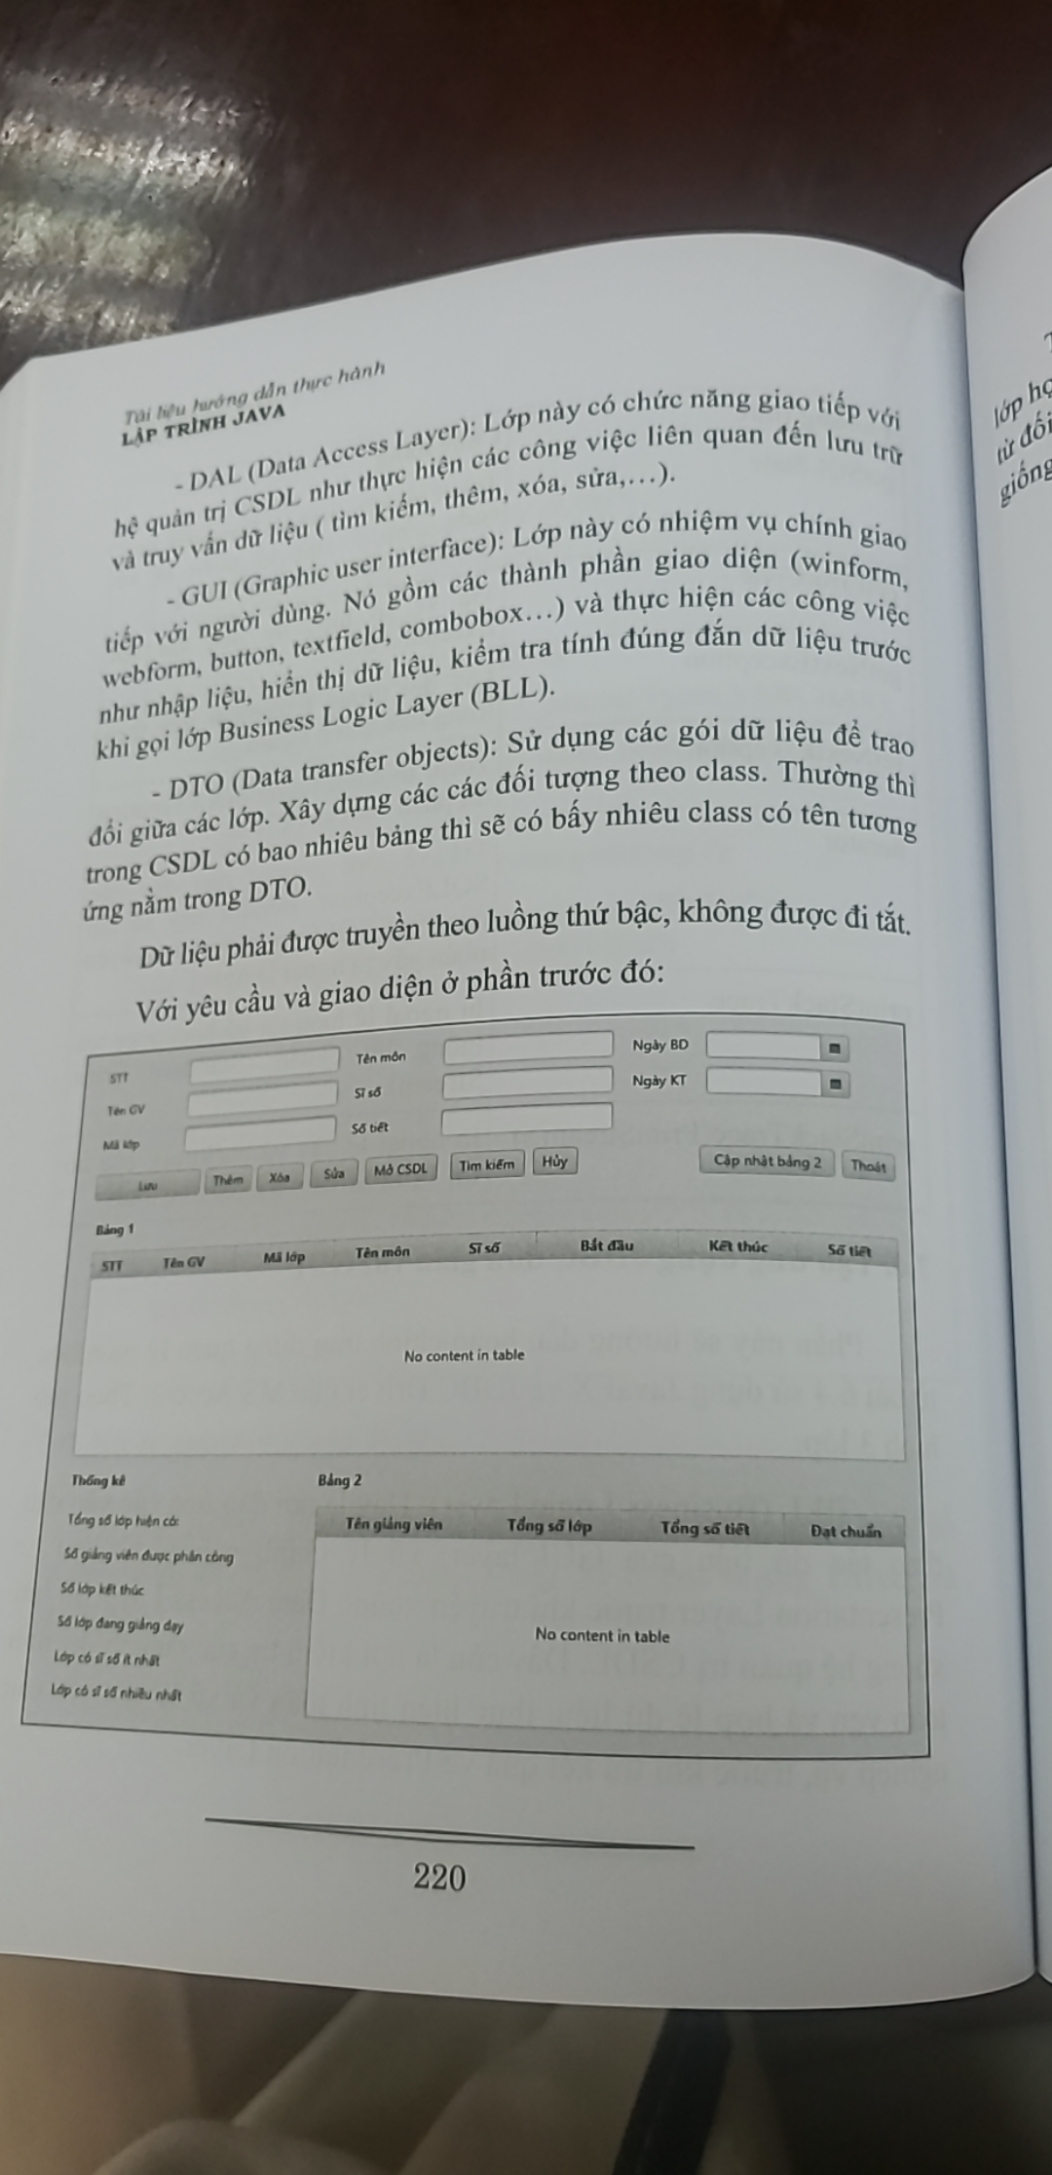 Tài liệu hướng dẫn thực hành
LẬP TRÌNH JAVA
- DAL (Data Access Layer): Lớp này có chức năng giao tiếp với
hệ quản trị CSDL như thực hiện các công việc liên quan đến lưu trữ
và truy vấn dữ liệu ( tìm kiếm, thêm, xóa, sửa,…).
- GUI (Graphic user interface): Lớp này có nhiệm vụ chính giao
tiếp với người dùng. Nó gồm các thành phần giao diện (winform,
webform, button, textfield, combobox…) và thực hiện các công việc
như nhập liệu, hiển thị dữ liệu, kiểm tra tính đúng đắn dữ liệu trước
khi gọi lớp Business Logic Layer (BLL).
- DTO (Data transfer objects): Sử dụng các gói dữ liệu để trao
đổi giữa các lớp. Xây dựng các các đối tượng theo class. Thường thì
trong CSDL có bao nhiêu bảng thì sẽ có bấy nhiêu class có tên tương
ứng nằm trong DTO.
Dữ liệu phải được truyền theo luồng thứ bậc, không được đi tắt.
Với yêu cầu và giao diện ở phần trước đó:
STT Tên môn Ngày BD
Tên GV Sĩ số Ngày KT
Mã lớp Số tiết
Lưu Thêm Xóa Sửa Mở CSDL Tìm kiếm Hủy Cập nhật bảng 2 Thoát
Bảng 1
STT Tên GV Mã lớp Tên môn Sĩ số Bắt đầu Kết thúc Số tiết
No content in table
Thống kê Bảng 2
Tổng số lớp hiện có: Tên giảng viên Tổng số lớp Tổng số tiết Đạt chuẩn
Số giảng viên được phân công
Số lớp kết thúc
Số lớp đang giảng dạy
No content in table
Lớp có sĩ số ít nhất
Lớp có sĩ số nhiều nhất
220
lớp
từ đối
giống